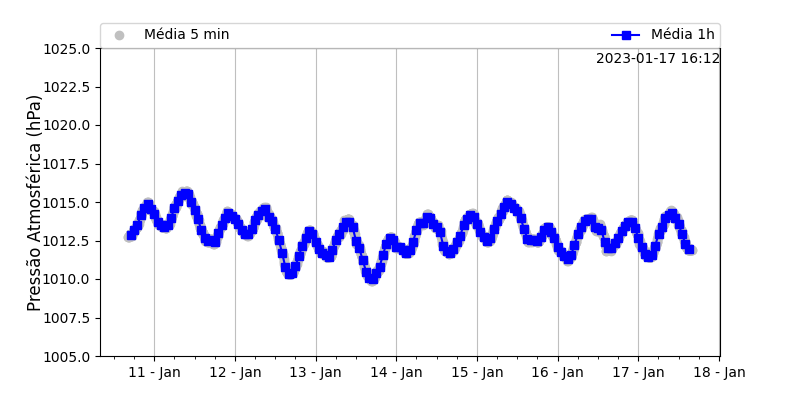 Média 5 min
Média 1h
2023-01-17 16:12
Pressão Atmosférica (hPa)
1025.0
1022.5
1020.0
1017.5
1015.0
1012.5
1010.0
1007.5
1005.0
11 - Jan
12 - Jan
13 - Jan
14 - Jan
15 - Jan
16 - Jan
17 - Jan
18 - Jan